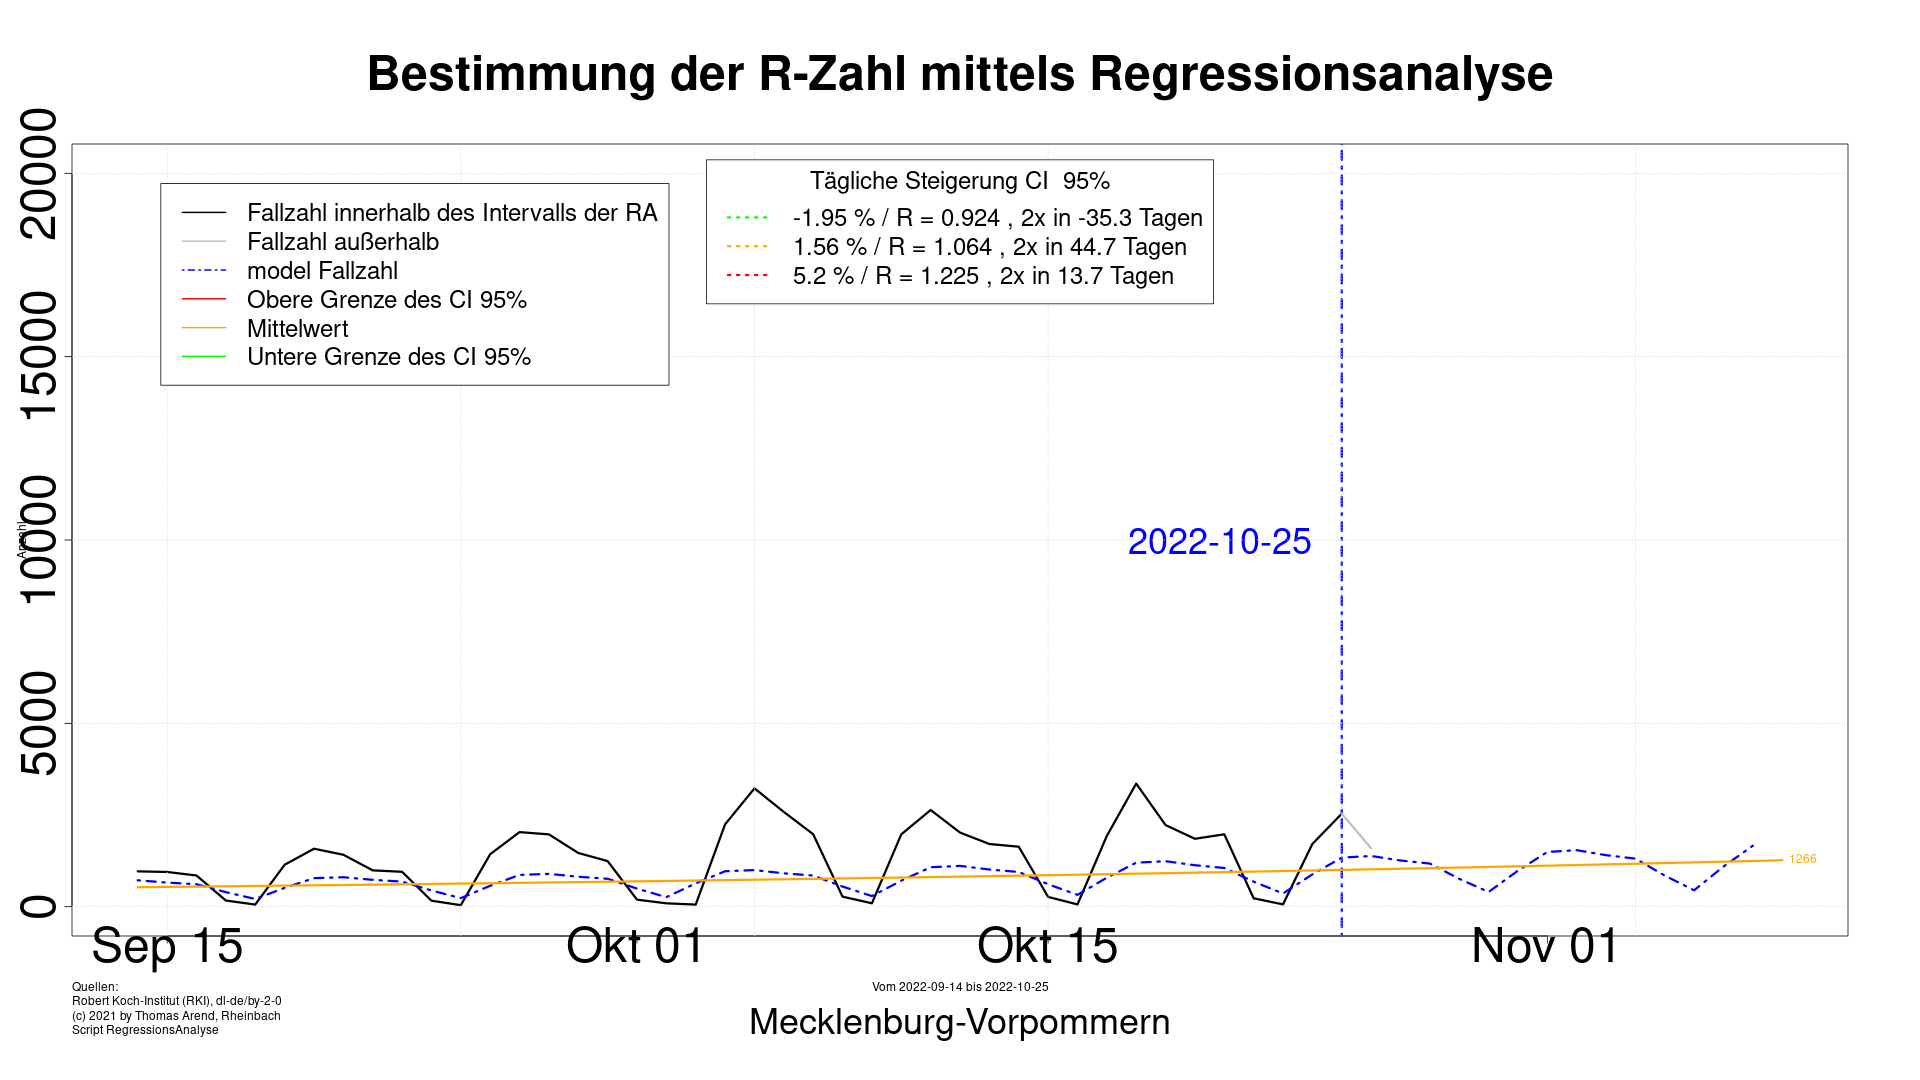 Bestimmung der R-Zahl mittels Regressionsanalyse
20000
15000
10000
5000
0
Anzahl
Fallzahl innerhalb des Intervalls der RA
Fallzahl außerhalb
model Fallzahl
Obere Grenze des CI 95%
Mittelwert
Untere Grenze des CI 95%
Tägliche Steigerung CI  95%
-1.95 % / R = 0.924 , 2x in -35.3 Tagen
1.56 % / R = 1.064 , 2x in 44.7 Tagen
5.2 % / R = 1.225 , 2x in 13.7 Tagen
2022-10-25
1266
Sep 15
Okt 01
Okt 15
Nov 01
Quellen:
Robert Koch-Institut (RKI), dl-de/by-2-0
(c) 2021 by Thomas Arend, Rheinbach
Script RegressionsAnalyse
Vom 2022-09-14 bis 2022-10-25
Mecklenburg-Vorpommern